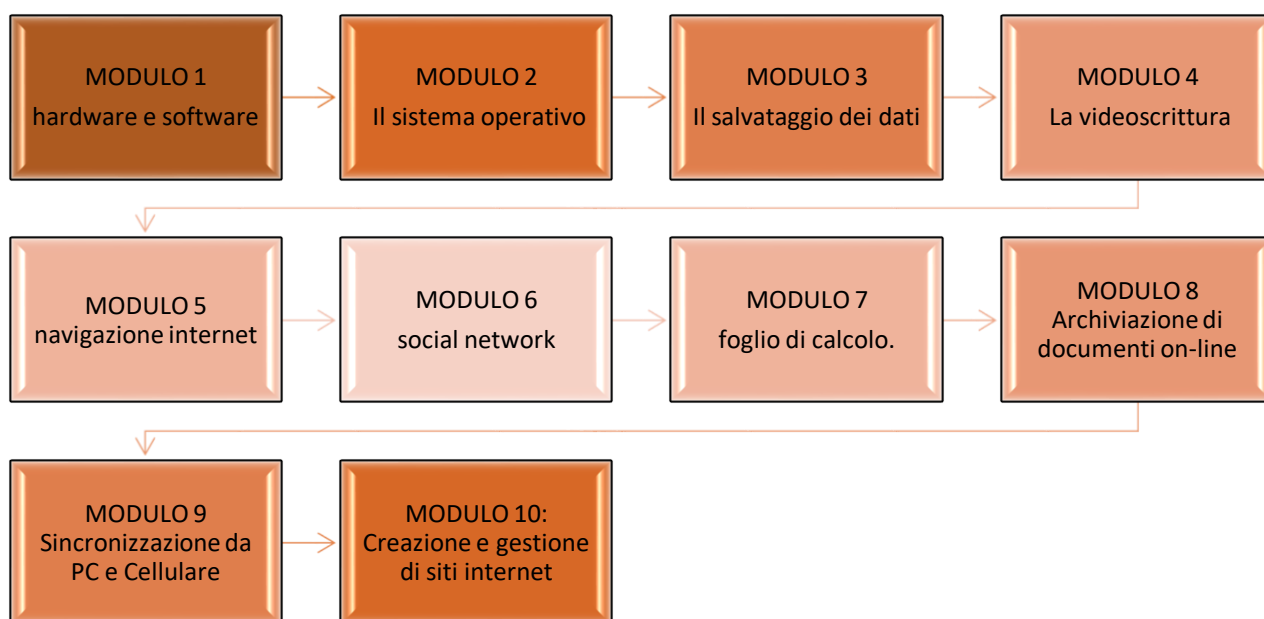 MODULO 1
hardware e software
MODULO 2
Il sistema operativo
MODULO 3
Il salvataggio dei dati
MODULO 4
La videoscrittura
MODULO 5
navigazione internet
MODULO 6
social network
MODULO 7
foglio di calcolo.
MODULO 8
Archiviazione di
documenti on-line
MODULO 9
Sincronizzazione da
PC e Cellulare
MODULO 10:
Creazione e gestione
di siti internet